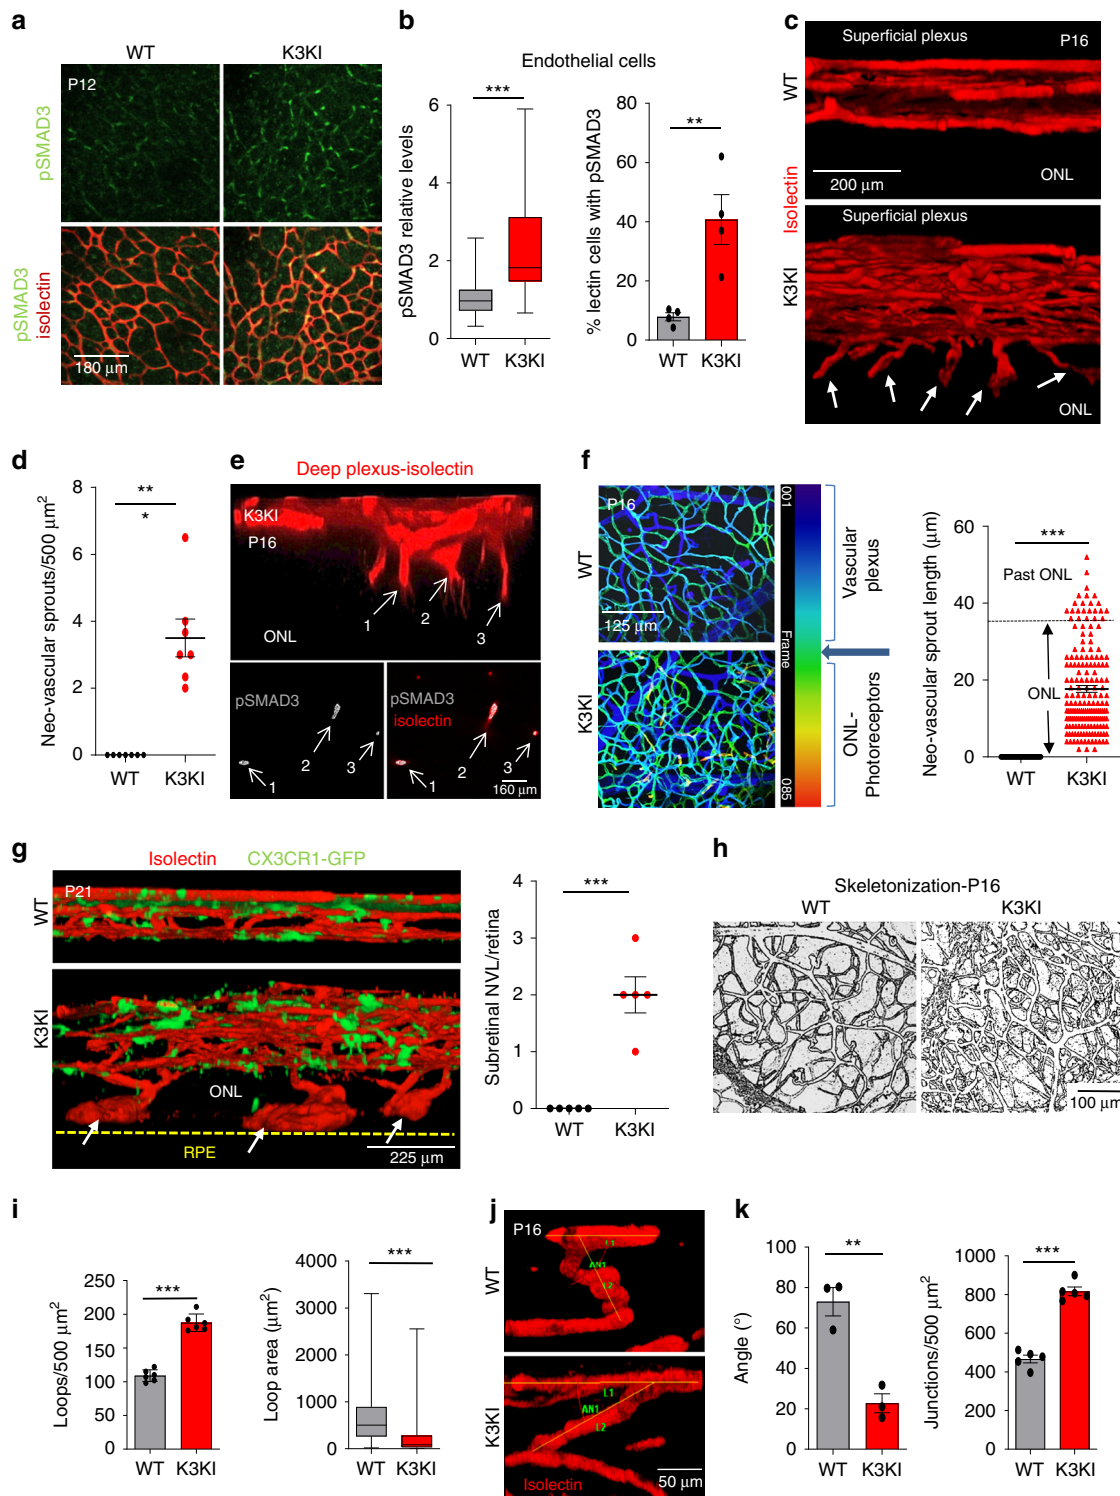 a
WT
K3KI
P12
pSMAD3
pSMAD3
isolectin
180 μm
b
Endothelial cells
***
pSMAD3 relative levels
6
4
2
0
WT
K3KI
**
% lectin cells with pSMAD3
80
60
40
20
0
WT
K3KI
c
Superficial plexus
P16
WT
ONL
200 μm
Isolectin
Superficial plexus
K3KI
ONL
d
**
*
Neo-vascular sprouts/500 μm²
8
6
4
2
0
WT
K3KI
e
Deep plexus-isolectin
K3KI
P16
1
2
3
ONL
pSMAD3
2
3
1
pSMAD3
isolectin
2
3
1
160 μm
f
P16
WT
125 μm
K3KI
001
Frame
085
Vascular
plexus
ONL-
Photoreceptors
***
Neo-vascular sprout length (μm)
60
40
20
0
Past ONL
ONL
WT
K3KI
g
Isolectin
CX3CR1-GFP
P21
WT
K3KI
ONL
RPE
225 μm
***
Subretinal NVL/retina
4
3
2
1
0
WT
K3KI
h
Skeletonization-P16
WT
K3KI
100 μm
i
***
Loops/500 μm²
250
200
150
100
50
0
WT
K3KI
***
Loop area (μm²)
4000
3000
2000
1000
0
WT
K3KI
j
P16
WT
L1
AN1
L2
K3KI
L1
AN1
L2
Isolectin
50 μm
k
**
Angle (°)
100
80
60
40
20
0
WT
K3KI
***
Junctions/500 μm²
1000
800
600
400
200
0
WT
K3KI